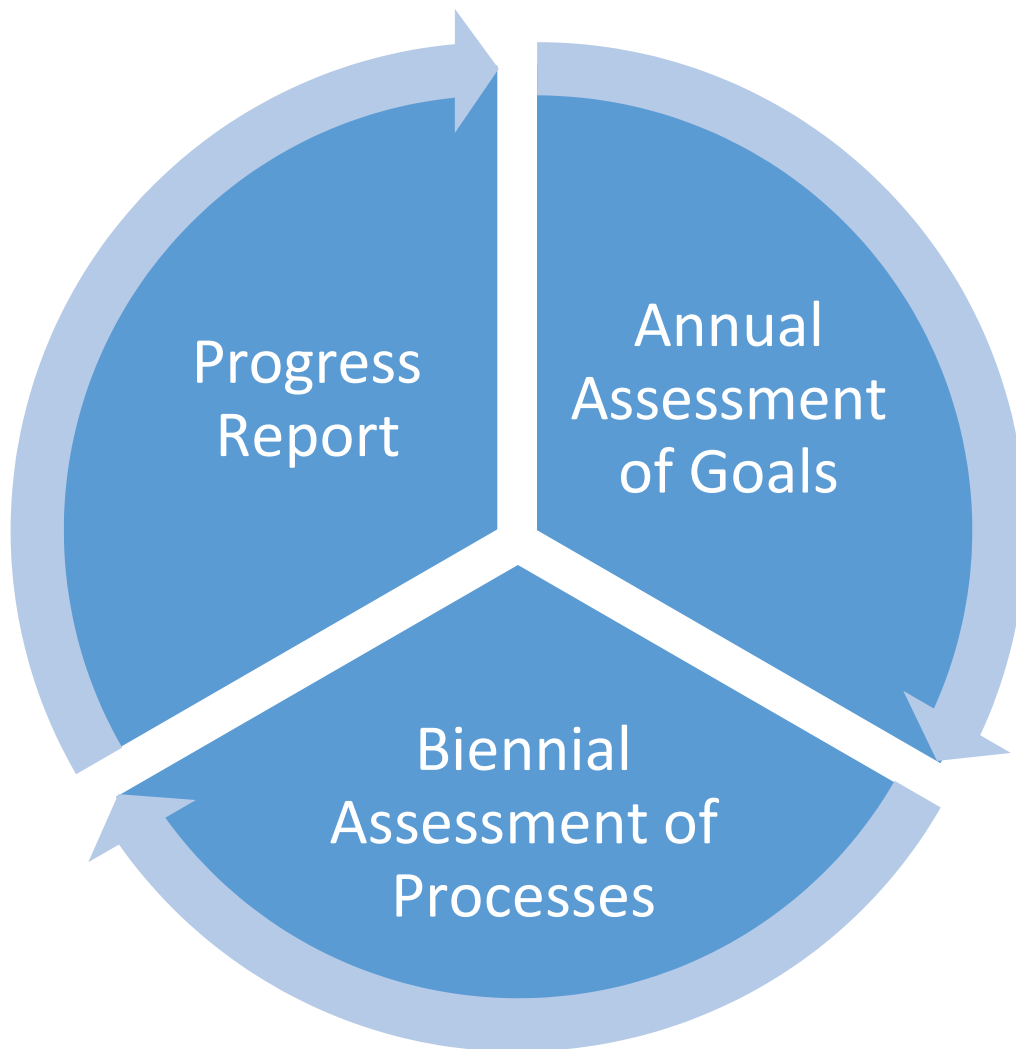 Progress
Report
Annual
Assessment
of Goals
Biennial
Assessment of
Processes